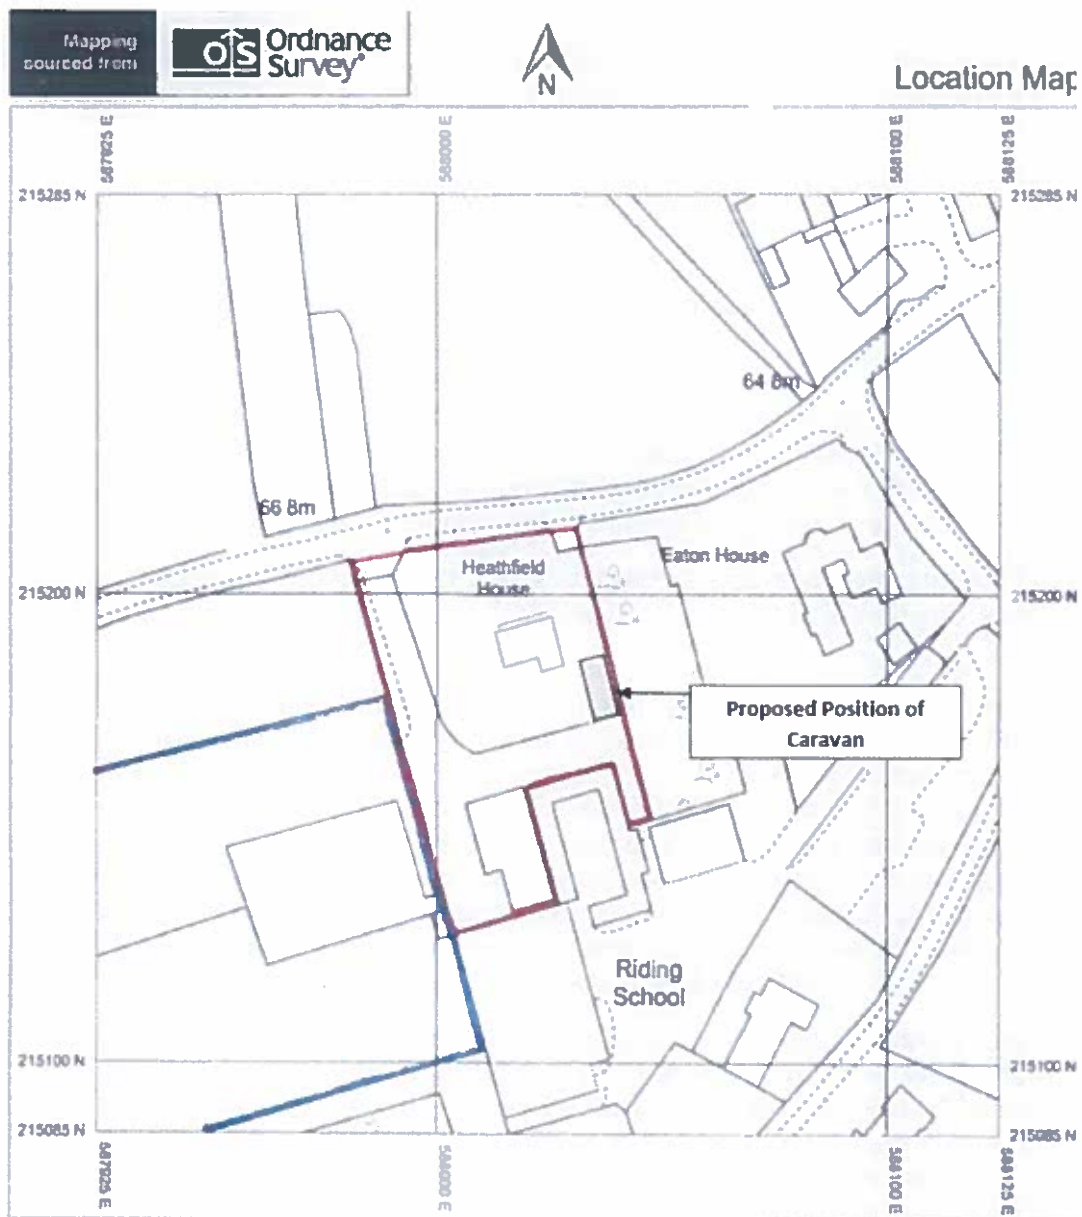 Mapping
sourced from
OS Ordnance
Survey
N
Location Map
587925 E
588000 E
588100 E
588125 E
215285 N
215285 N
64 8m
66 8m
Heathfield
House
Eaton House
215200 N
215200 N
Proposed Position of
Caravan
Riding
School
215100 N
215100 N
215085 N
215085 N
587925 E
588000 E
588100 E
588125 E